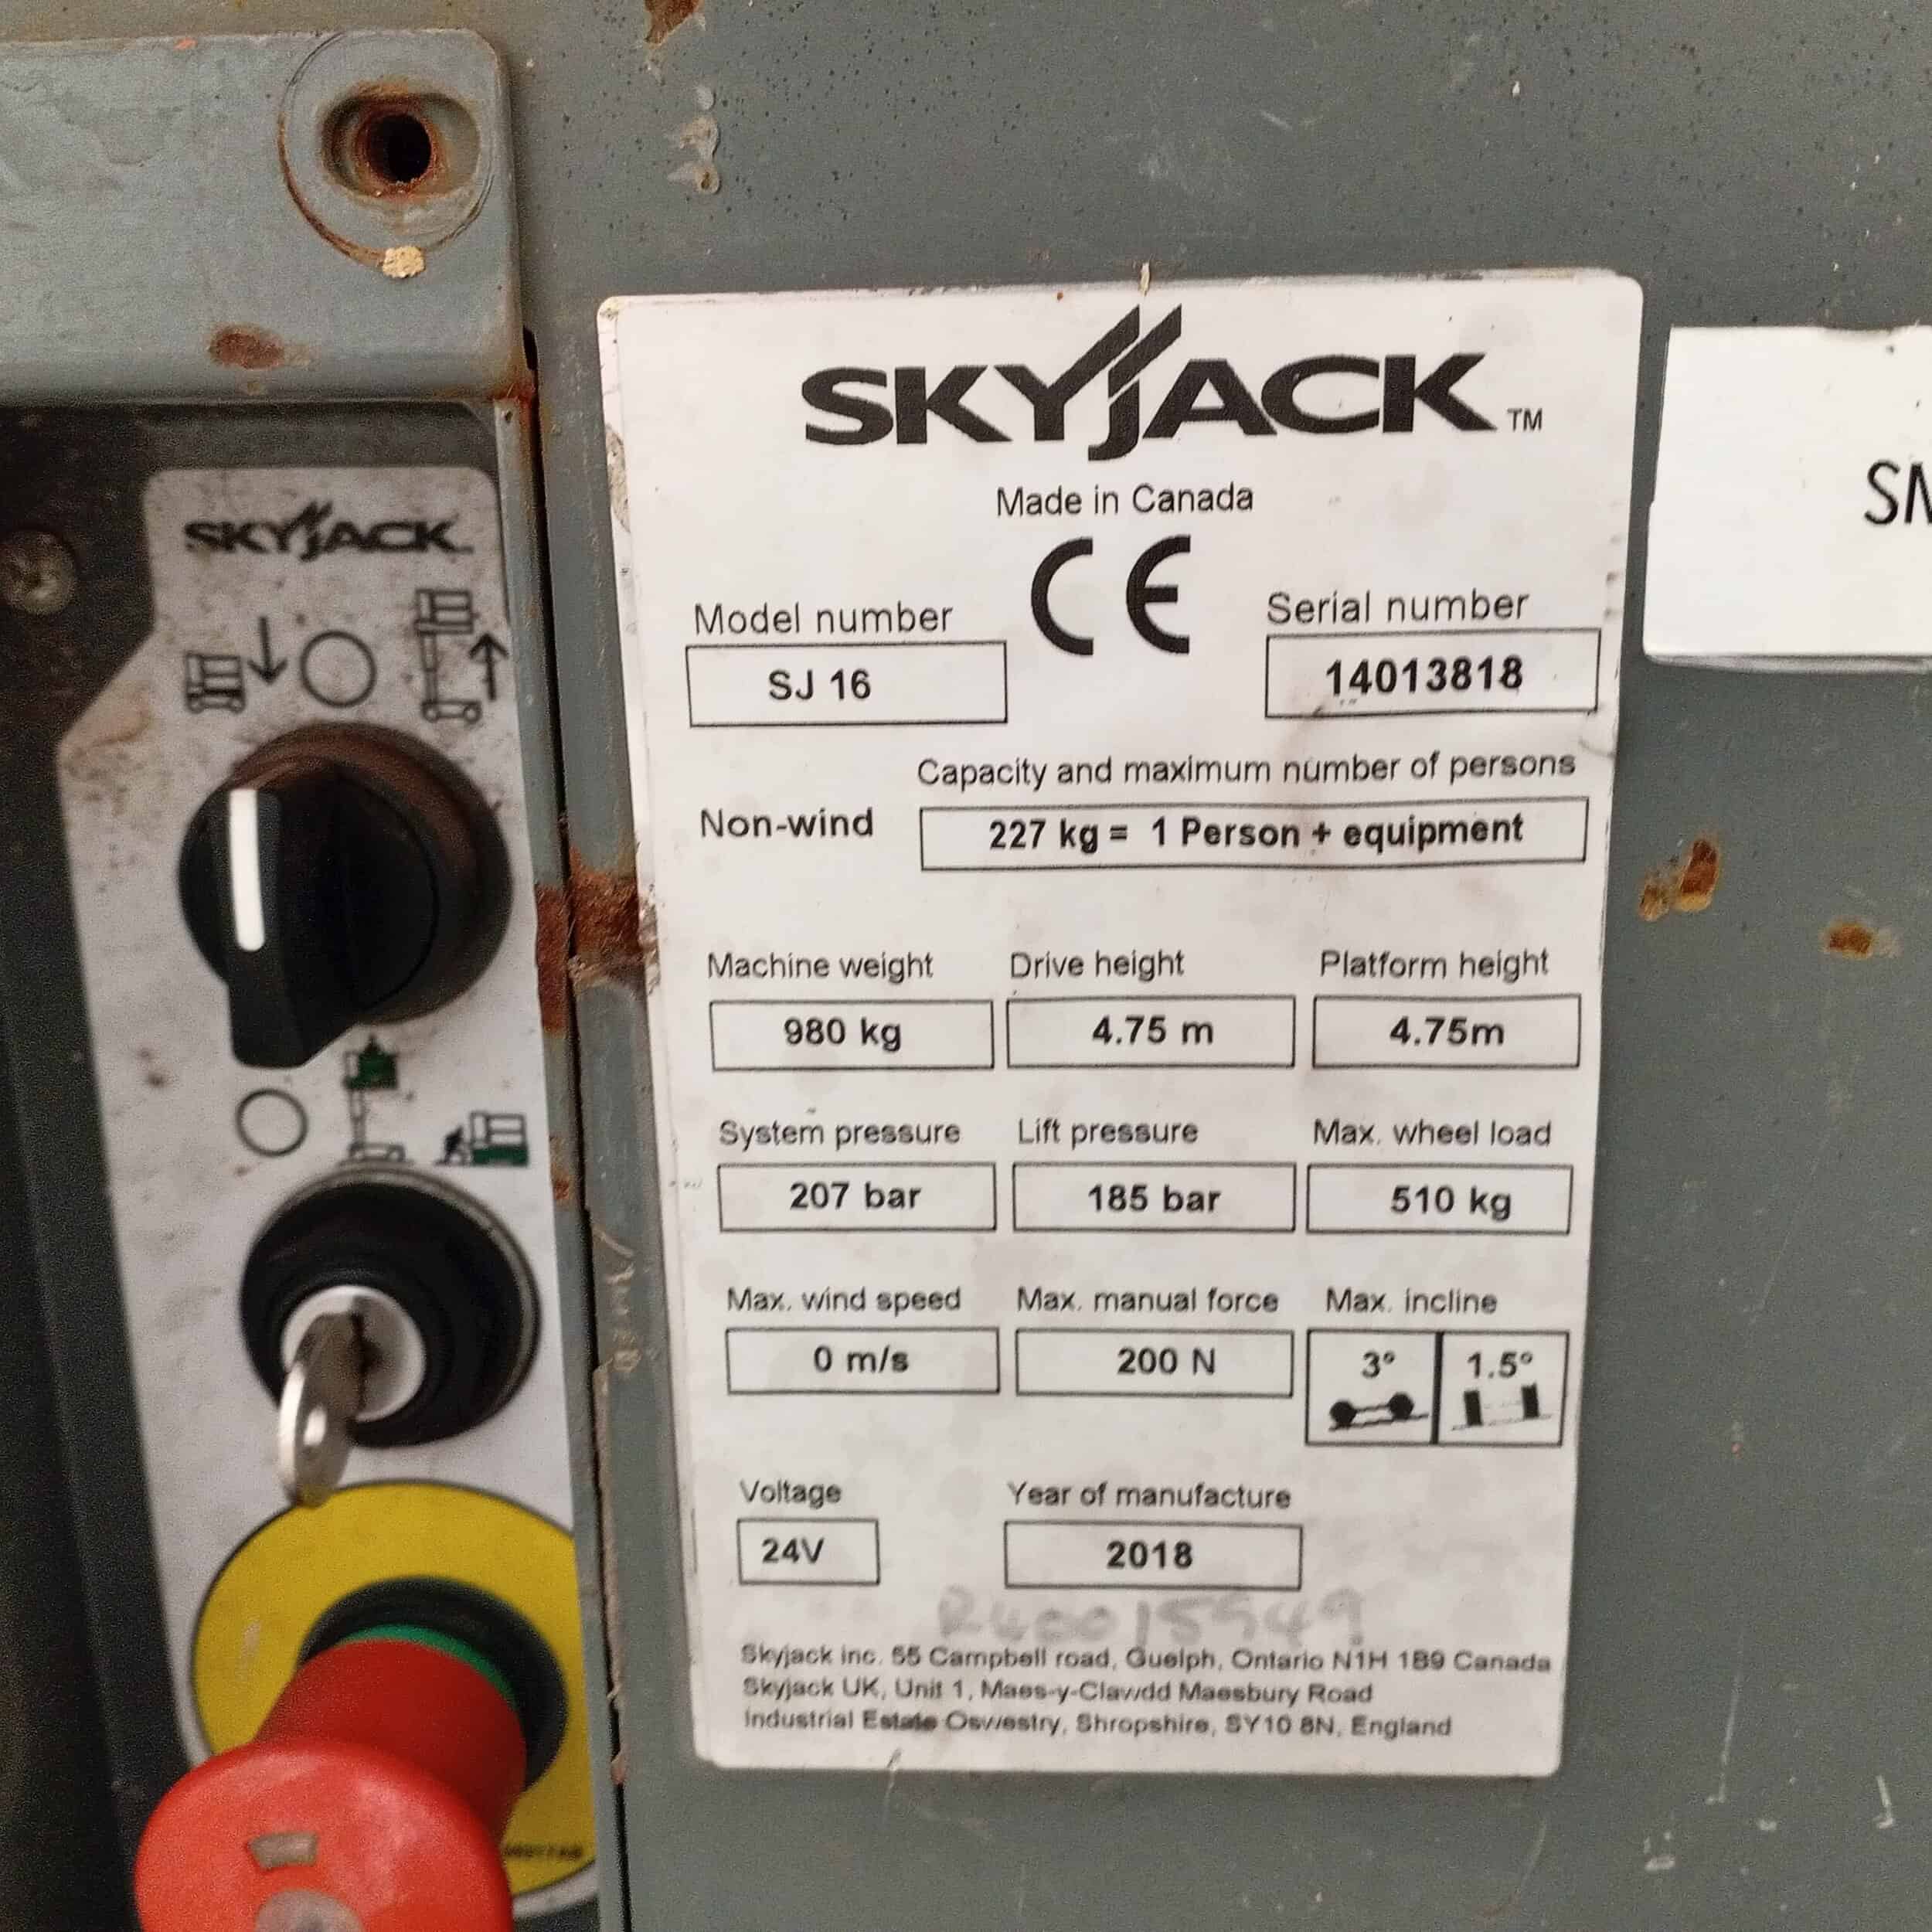 SKYJACK
SKYJACK™
Made in Canada
CE
Model number
SJ 16
Serial number
14013818
Capacity and maximum number of persons
Non-wind
227 kg = 1 Person + equipment
Machine weight Drive height Platform height
980 kg 4.75 m 4.75m
System pressure Lift pressure Max. wheel load
207 bar 185 bar 510 kg
Max. wind speed Max. manual force Max. incline
0 m/s 200 N 3° 1.5°
Voltage Year of manufacture
24V 2018
Skyjack inc. 55 Campbell road, Guelph, Ontario N1H 1B9 Canada
Skyjack UK, Unit 1, Maes-y-Clawdd Maesbury Road
Industrial Estate Oswestry, Shropshire, SY10 8N, England